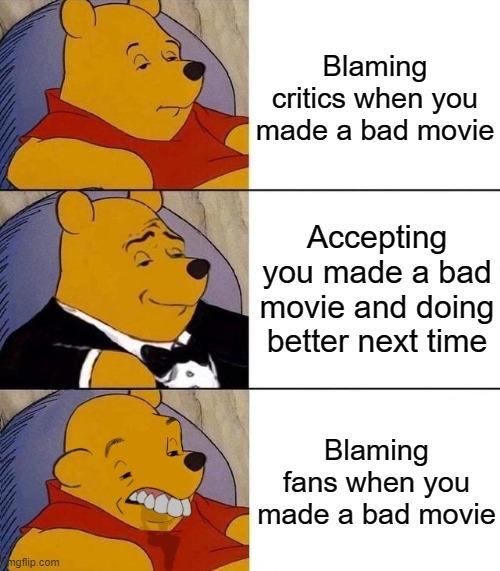 Blaming
critics when you
made a bad movie
Accepting
you made a bad
movie and doing
better next time
Blaming
fans when you
made a bad movie
imgflip.com